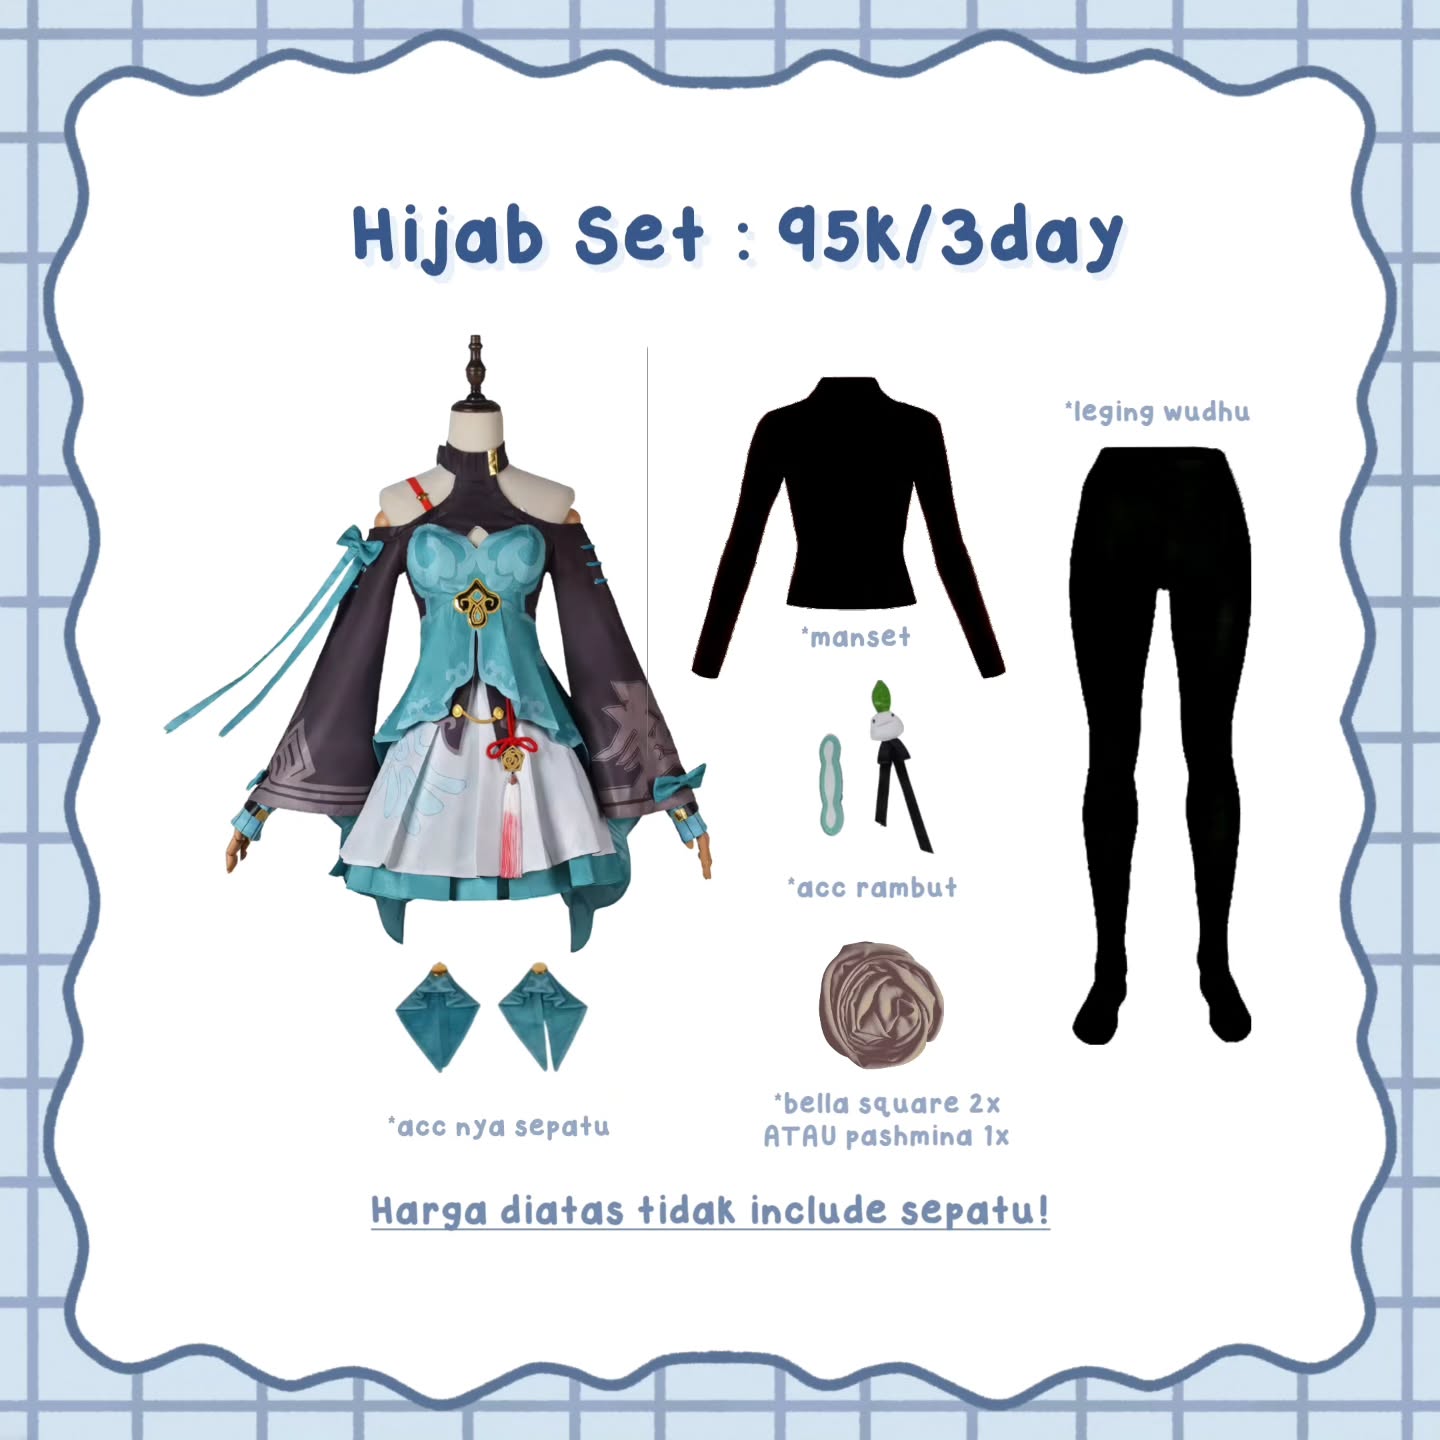 Hijab Set : 95k/3day
*leging wudhu
*manset
*acc rambut
*bella square 2x
ATAU pashmina 1x
*acc nya sepatu
Harga diatas tidak include sepatu!